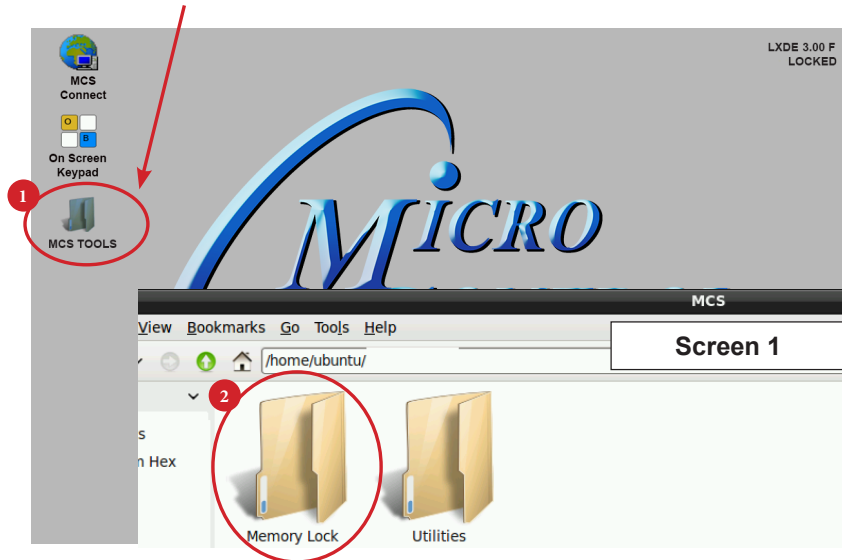 LXDE 3.00 F
LOCKED
MCS
Connect
O
B
On Screen
Keypad
1
MCS TOOLS
MICRO
MCS
View Bookmarks Go Tools Help
Screen 1
/home/ubuntu/
2
s
Hex
Memory Lock
Utilities